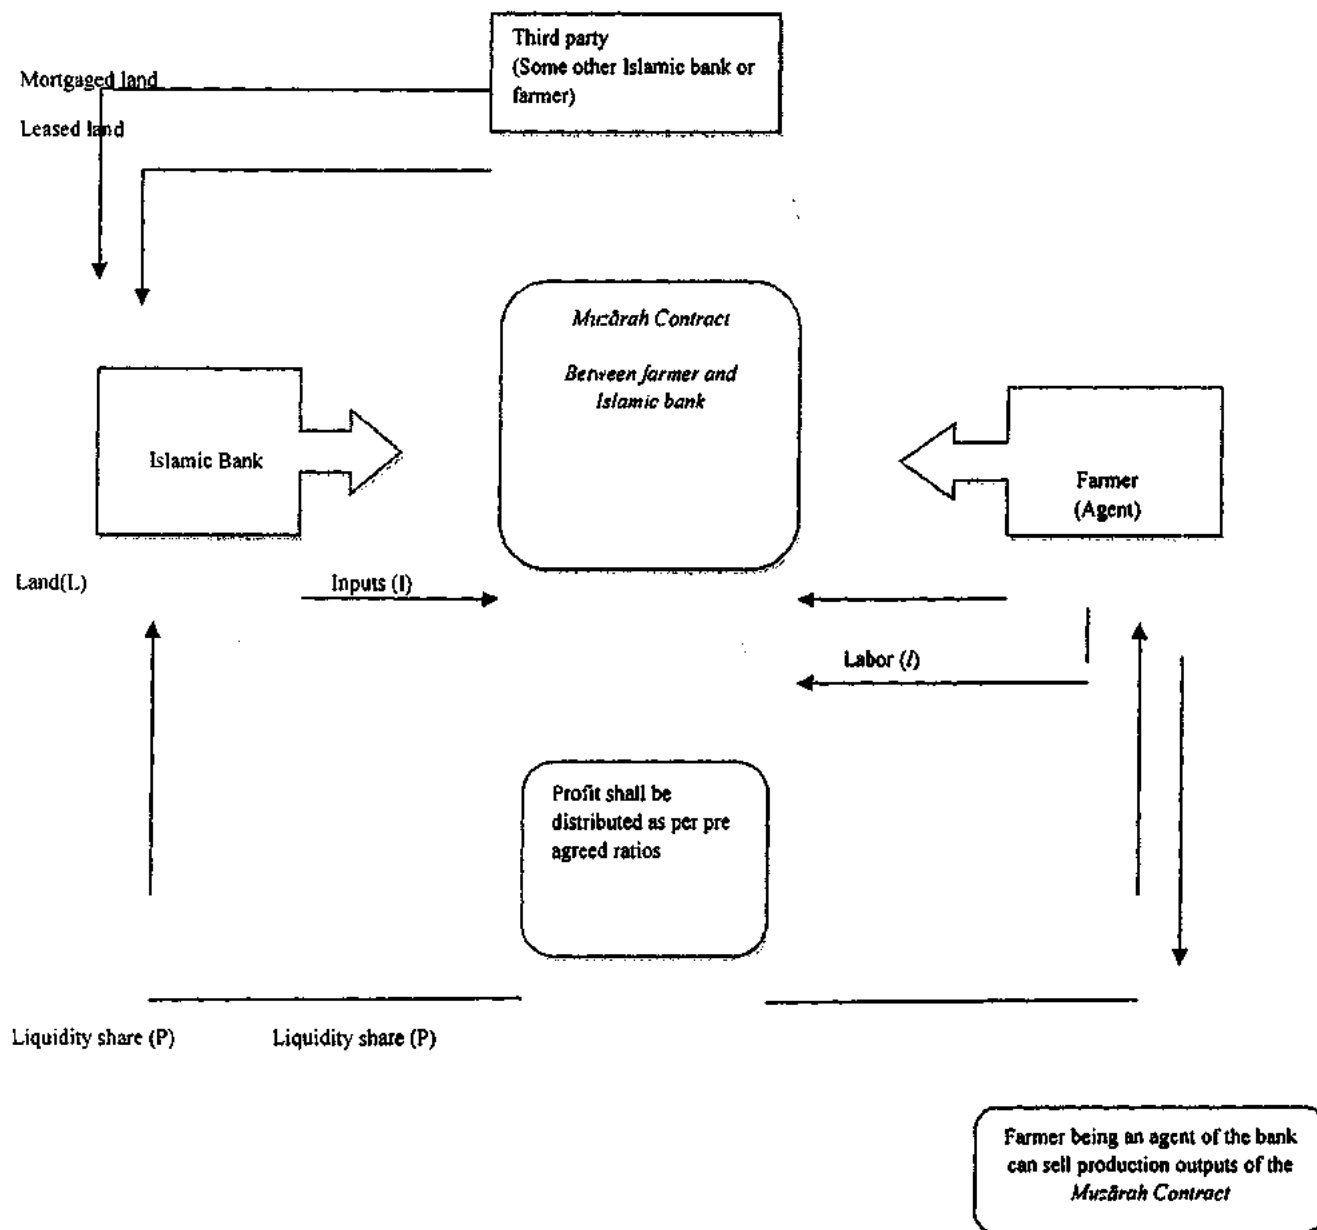 Third party
(Some other Islamic bank or
farmer)
Mortgaged land
Leased land
Muzārah Contract
Between farmer and
Islamic bank
Islamic Bank
Farmer
(Agent)
Land(L)
Inputs (I)
Labor (l)
Profit shall be
distributed as per pre
agreed ratios
Liquidity share (P)
Liquidity share (P)
Farmer being an agent of the bank
can sell production outputs of the
Muzārah Contract